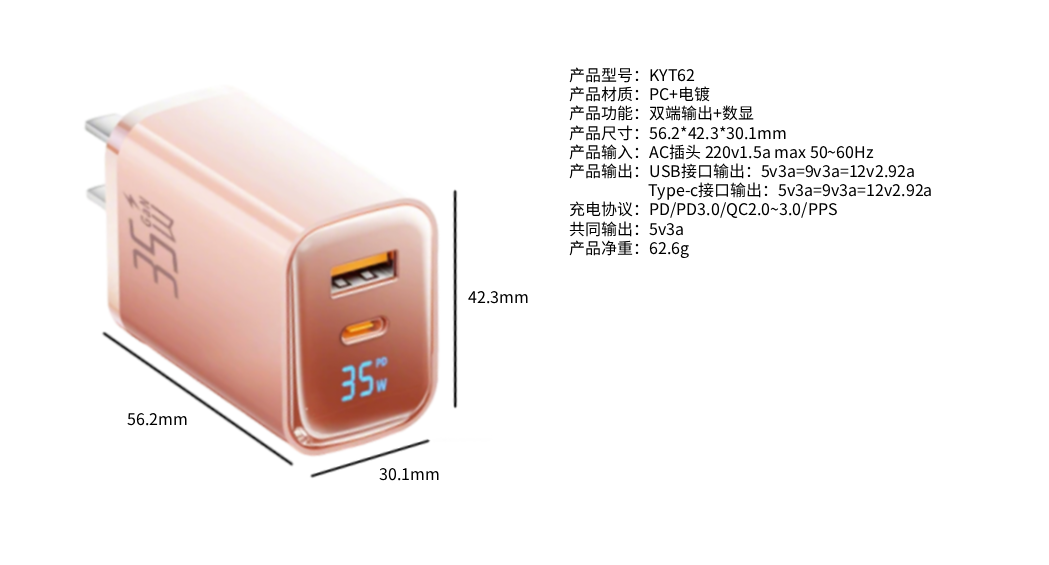 产品型号：KYT62
产品材质：PC+电镀
产品功能：双端输出+数显
产品尺寸：56.2*42.3*30.1mm
产品输入：AC插头 220v1.5a max 50~60Hz
产品输出：USB接口输出：5v3a=9v3a=12v2.92a
Type-c接口输出：5v3a=9v3a=12v2.92a
充电协议：PD/PD3.0/QC2.0~3.0/PPS
共同输出：5v3a
产品净重：62.6g
35W
GaN
35W PD
42.3mm
56.2mm
30.1mm